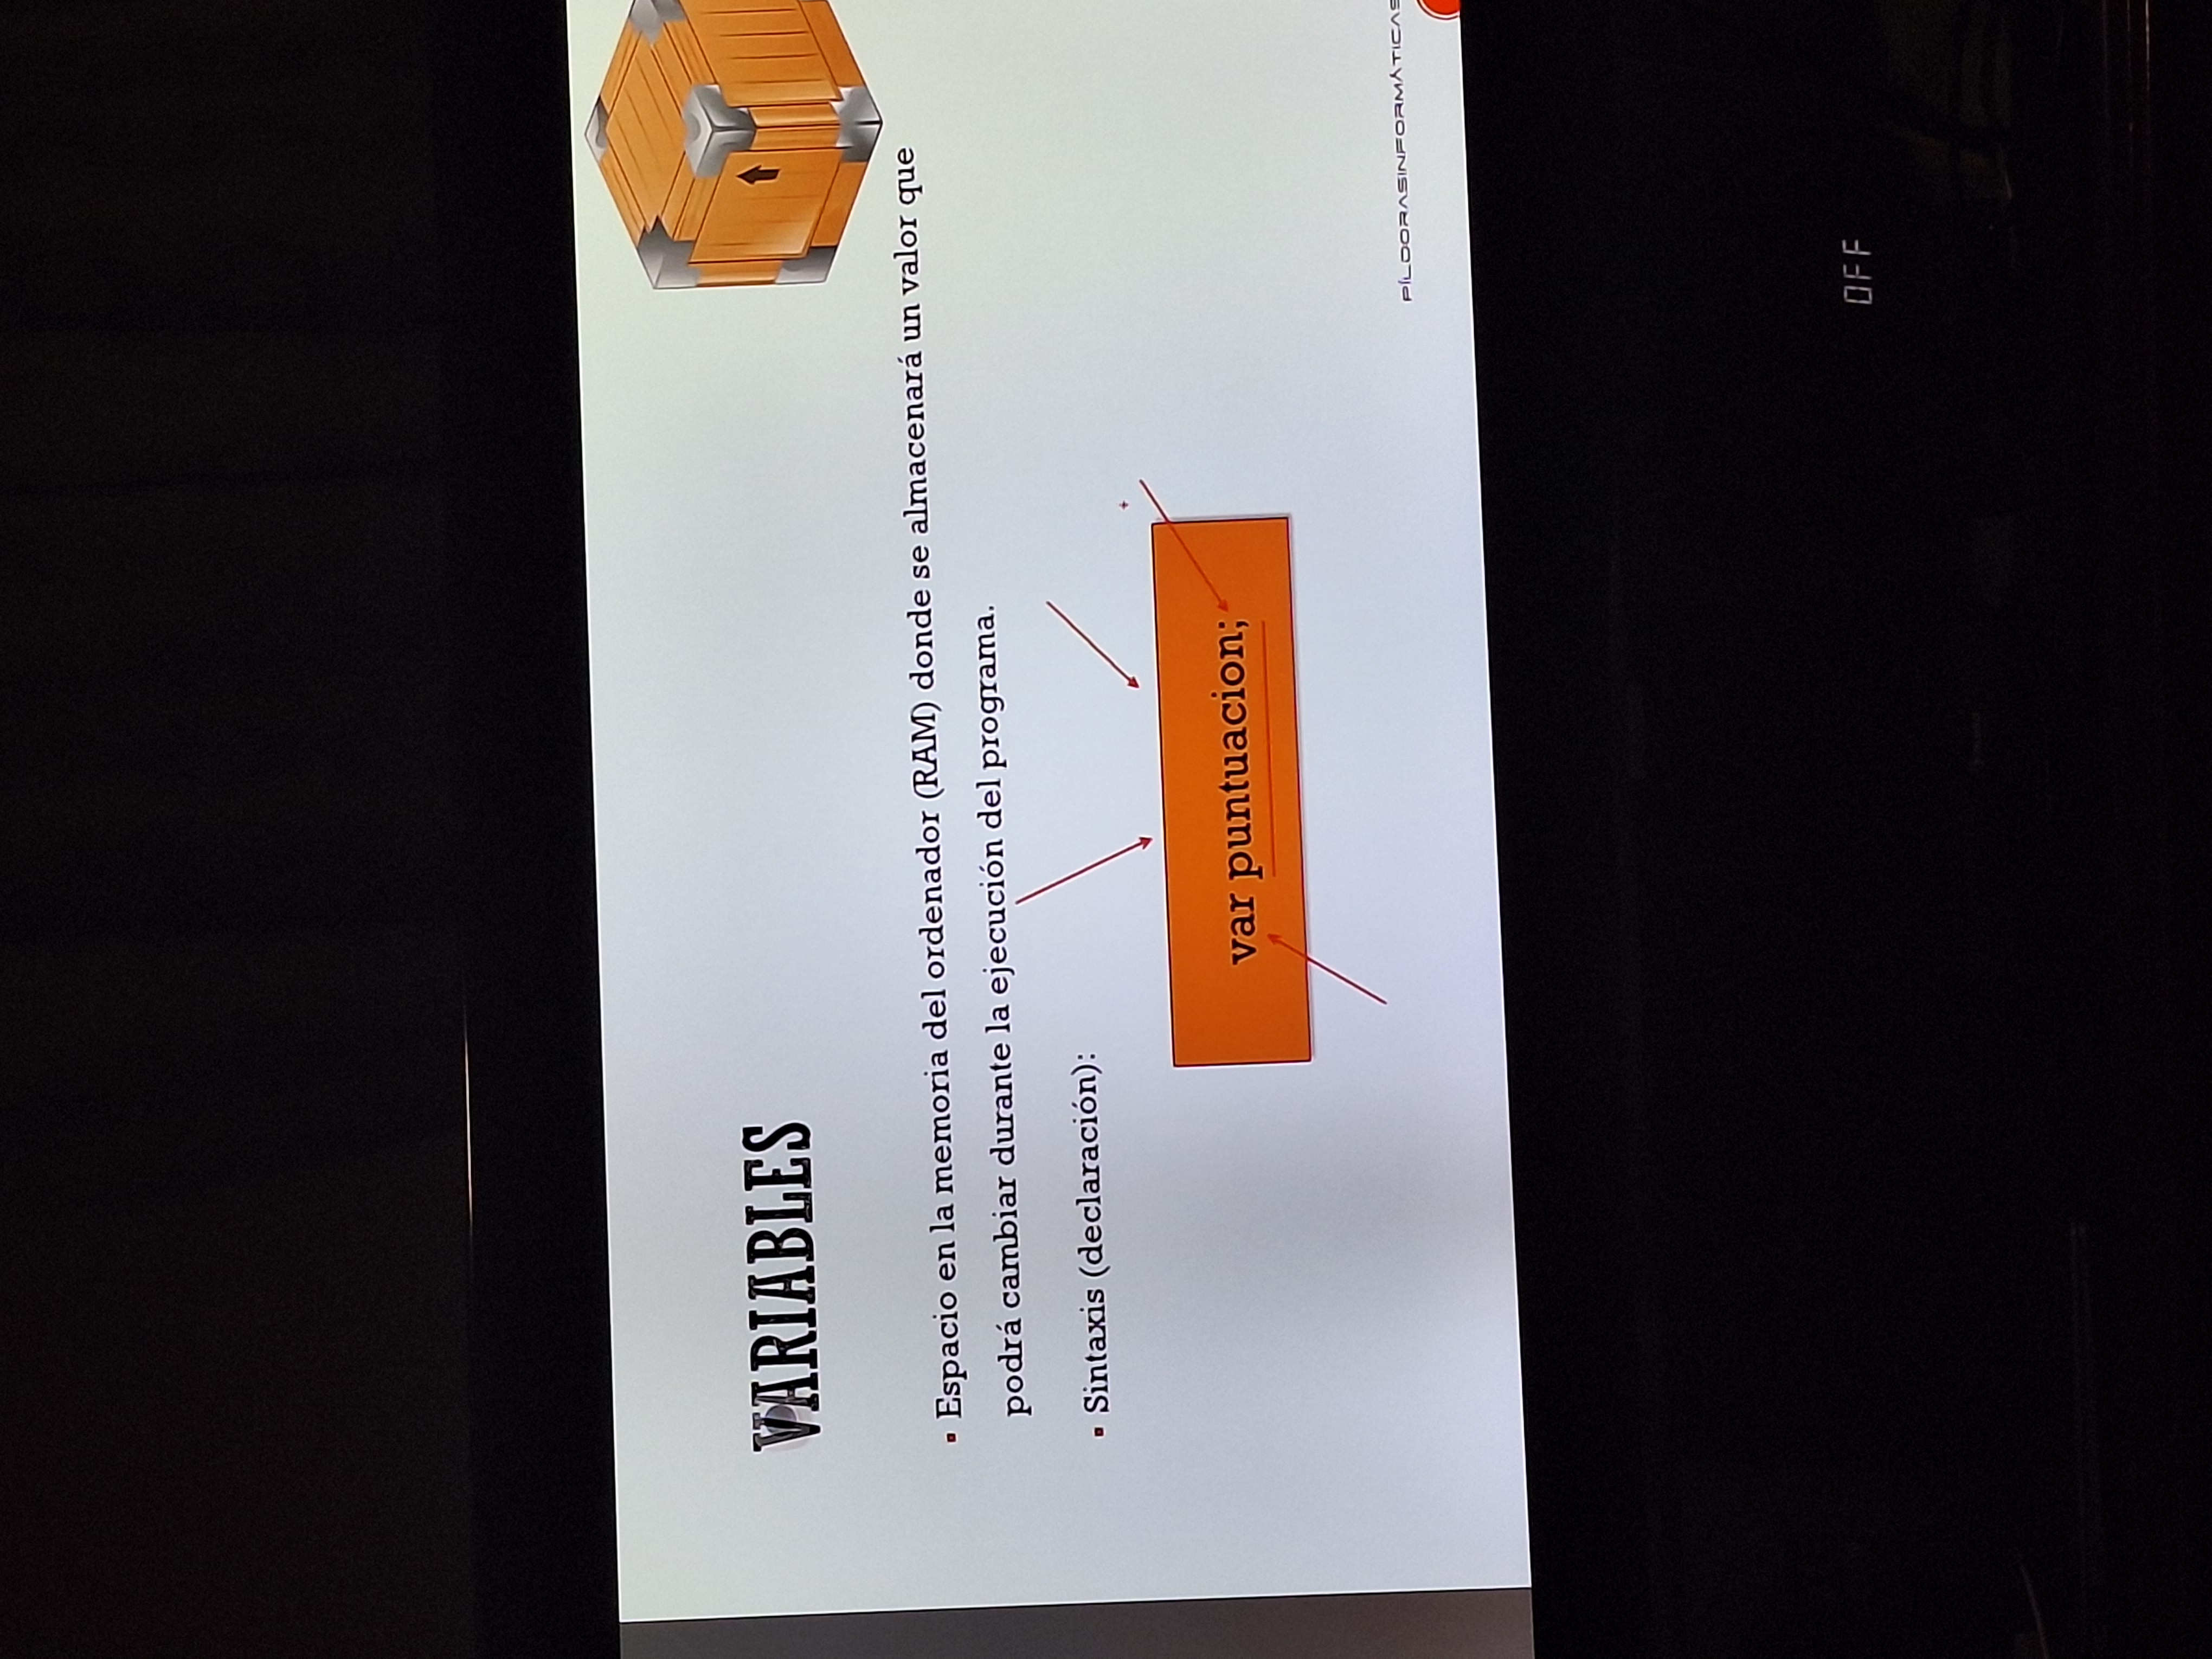 VARIABLES
▪ Espacio en la memoria del ordenador (RAM) donde se almacenará un valor que
podrá cambiar durante la ejecución del programa.
▪ Sintaxis (declaración):
var puntuacion;
PÍLDORASINFORMÁTICAS
OFF